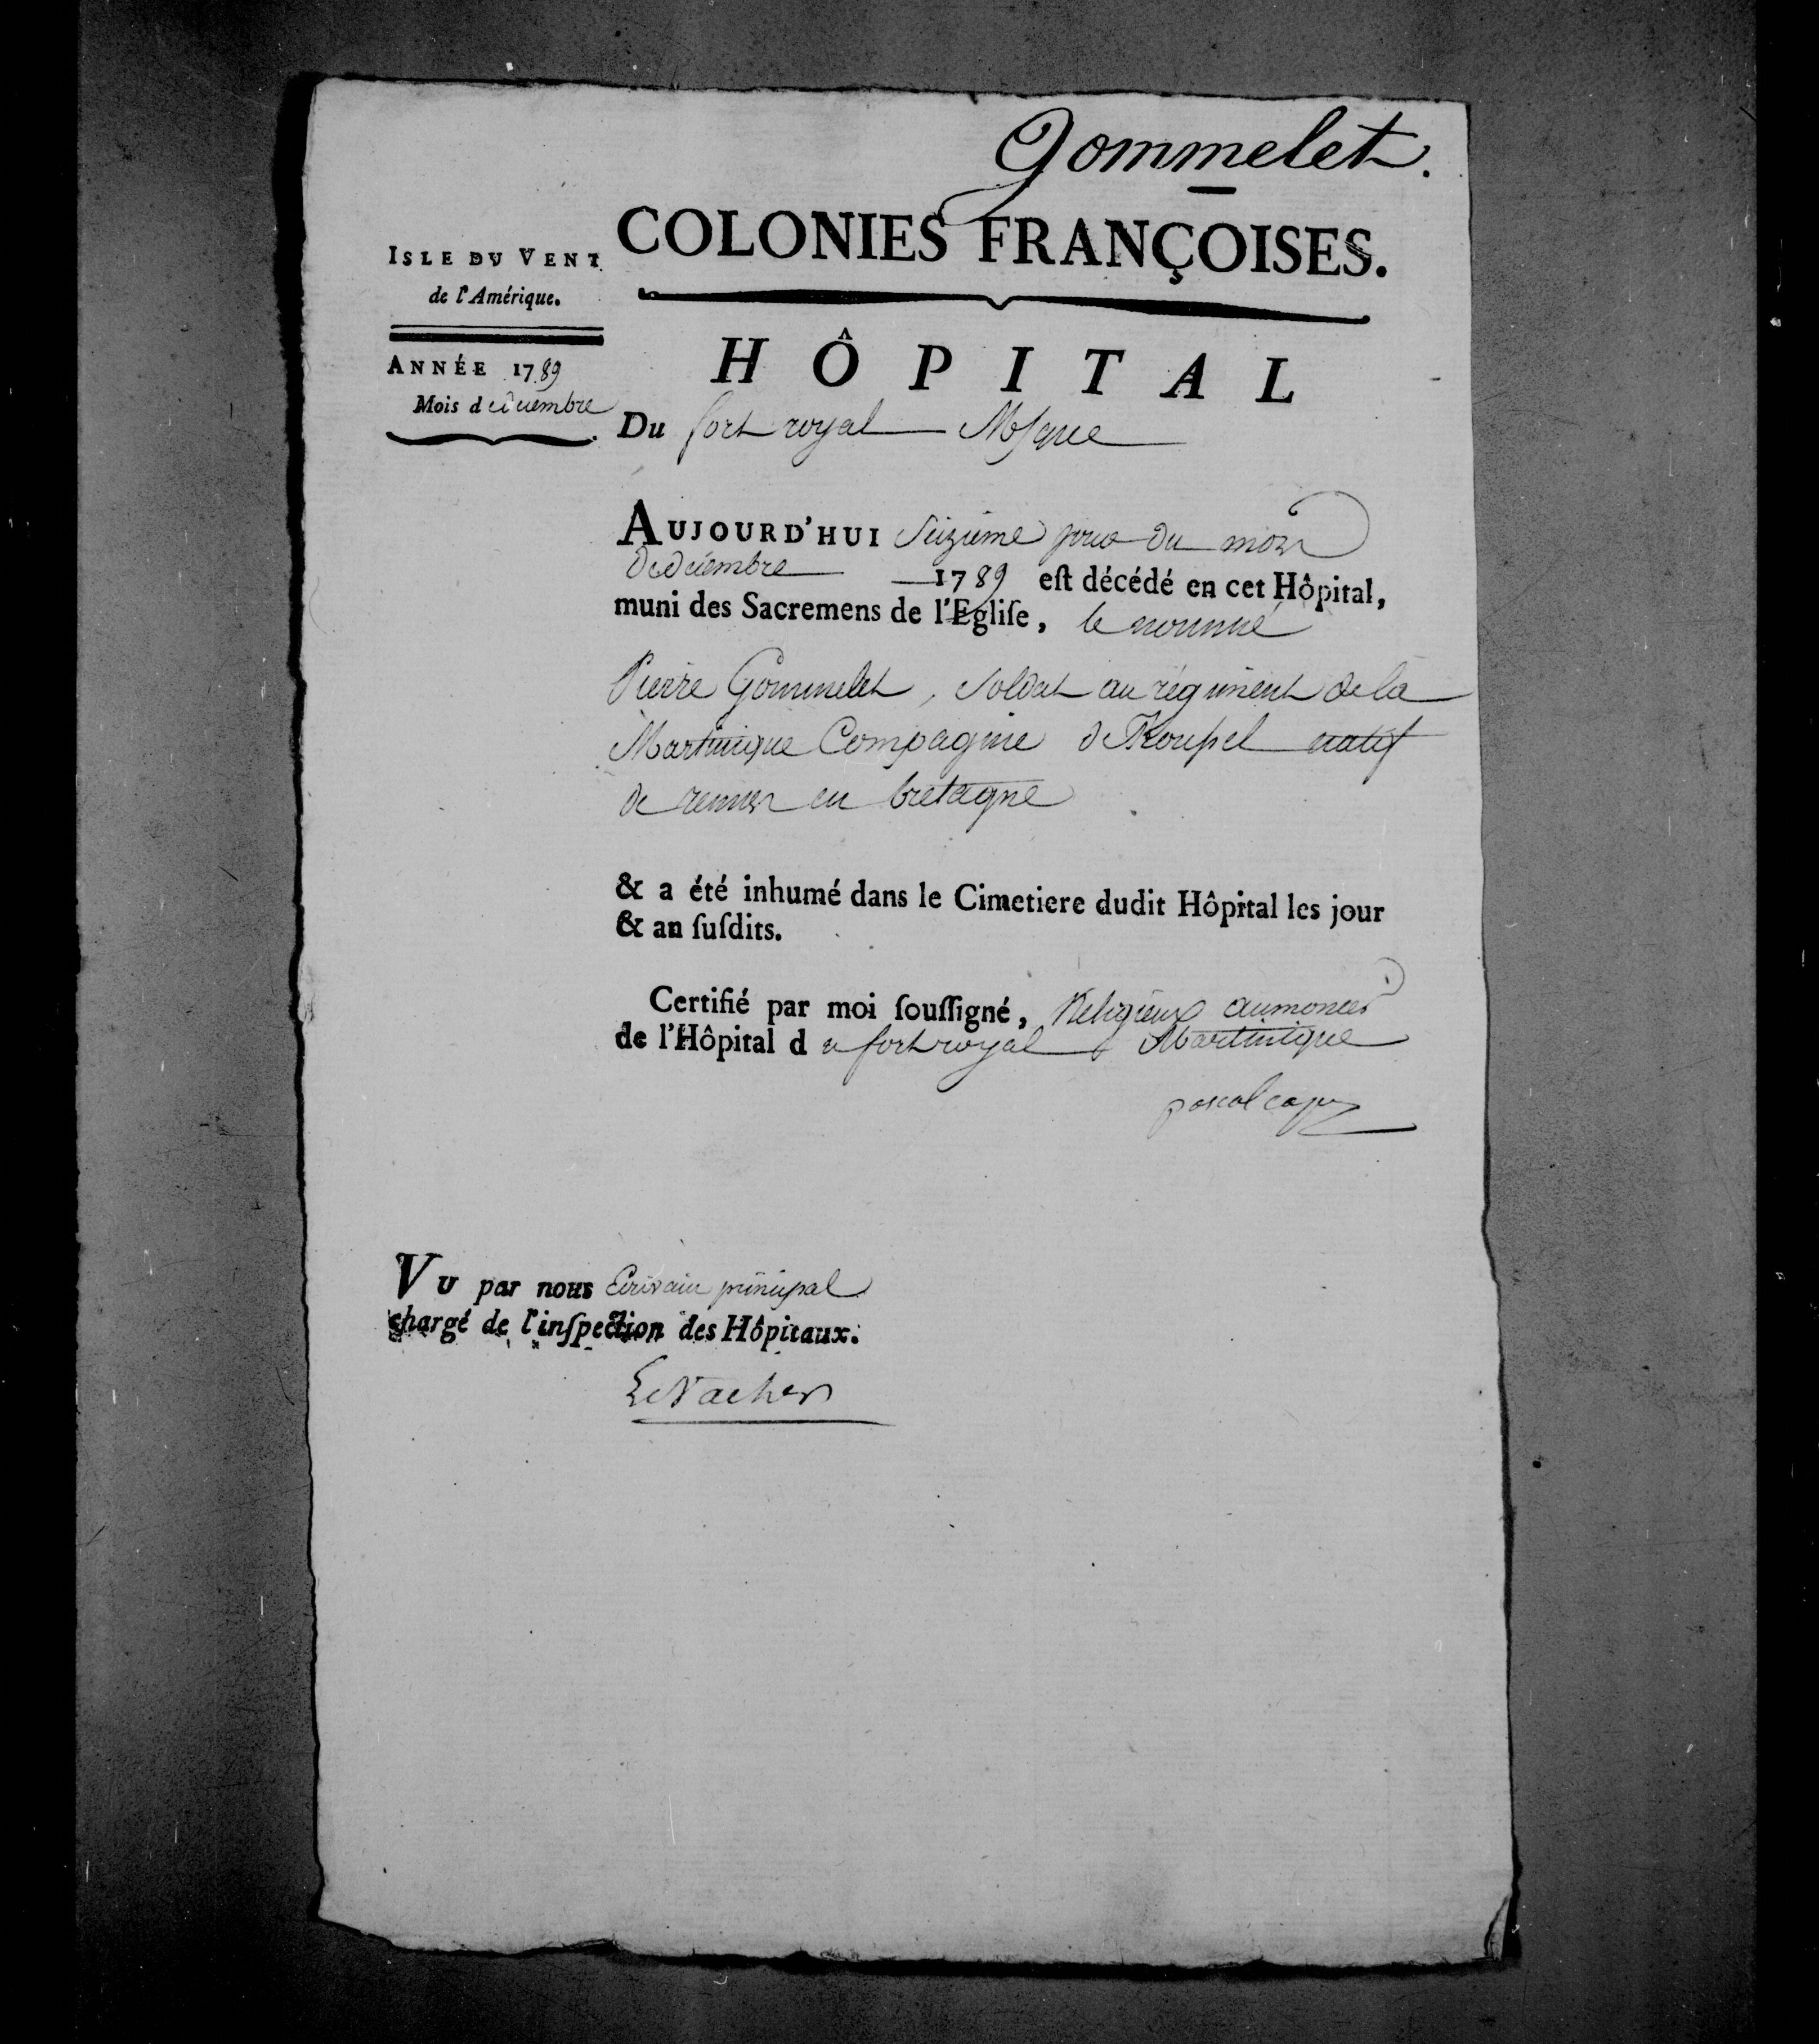 Gommelet.
COLONIES FRANÇOISES.
ISLE DU VENT
de l'Amérique.
ANNÉE 1789
Mois de décembre
HÔPITAL
Du fort royal Mque
AUJOURD'HUI Seizieme jour du mois
de décembre 1789 eſt décédé en cet Hôpital,
muni des Sacremens de l'Egliſe, le nommé
Pierre Gommelet, Soldat au régiment de la
Martinique Compagnie de natif
de rennes en bretagne
& a été inhumé dans le Cimetiere dudit Hôpital les jour
& an ſuſdits.
Certifié par moi ſouſſigné, Religieux aumonier
de l'Hôpital du fort royal Martinique
pascal capu
Vu par nous Ecrivain principal
chargé de l'inſpection des Hôpitaux.
LeVacher